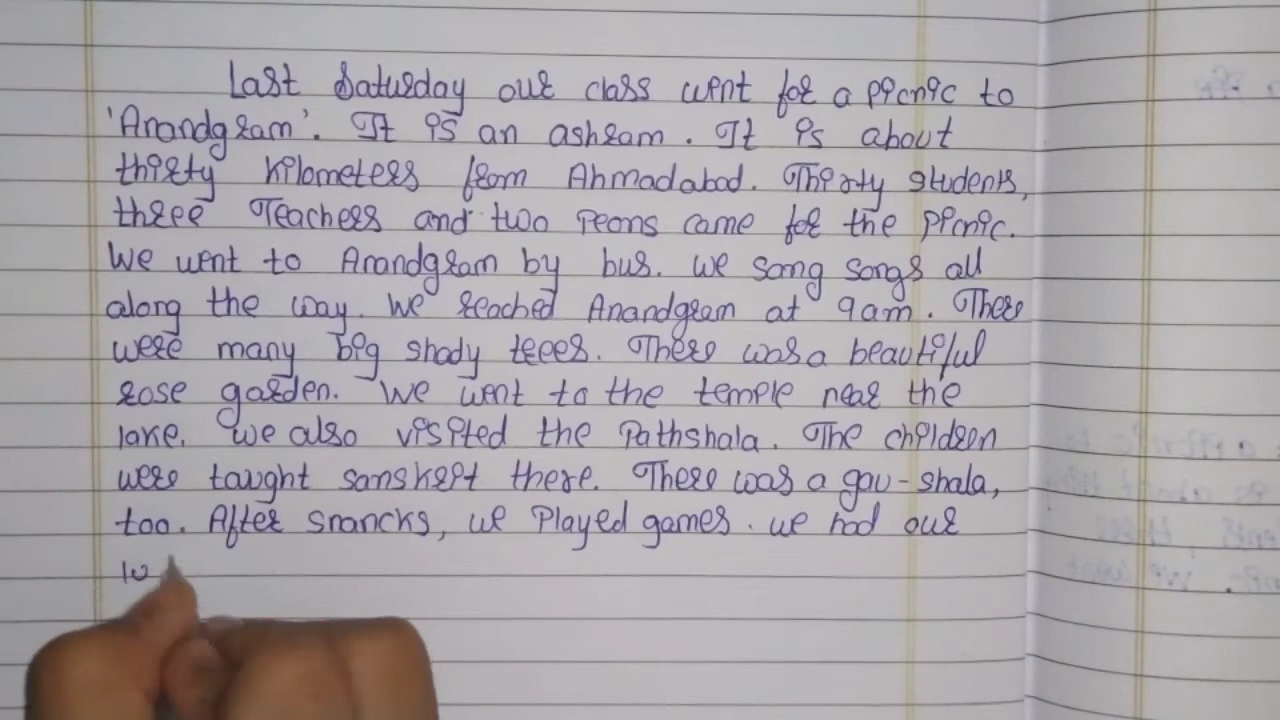 Last Saturday our class went for a picnic to
'Anandgram'. It is an ashram. It is about
thirty kilometers from Ahmadabad. Thirty students,
three Teachers and two peons came for the picnic.
We went to Anandgram by bus. We sang songs all
along the way. We reached Anandgram at 9am. There
were many big shady trees. There was a beautiful
rose garden. We went to the temple near the
lake. We also visited the Pathshala. The children
were taught sanskrit there. There was a gau-shala,
too. After snancks, we Played games. we had our